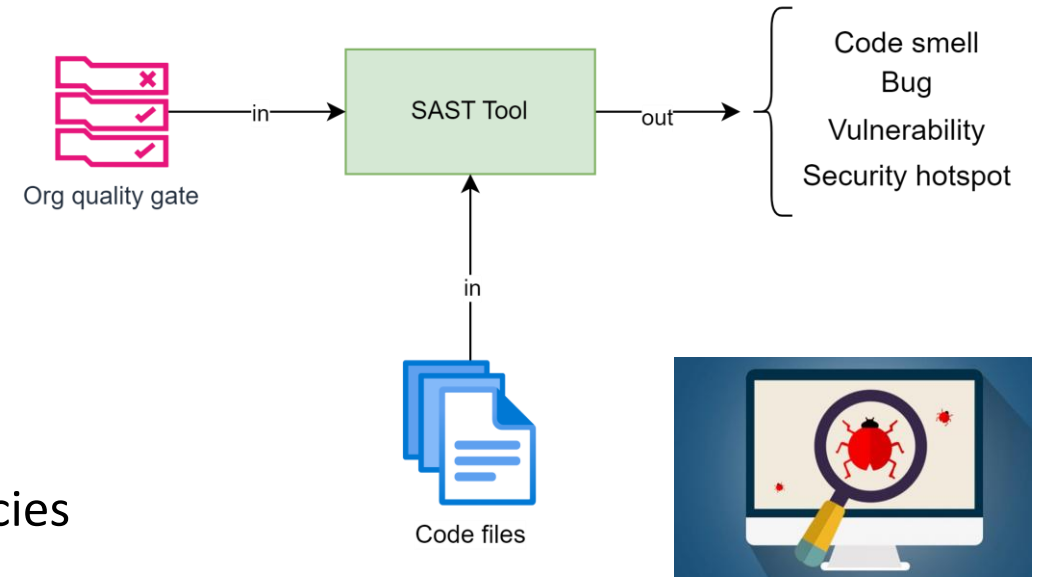 Code smell
Bug
in
SAST Tool
out
Vulnerability
Security hotspot
Org quality gate
in
cies
Code files